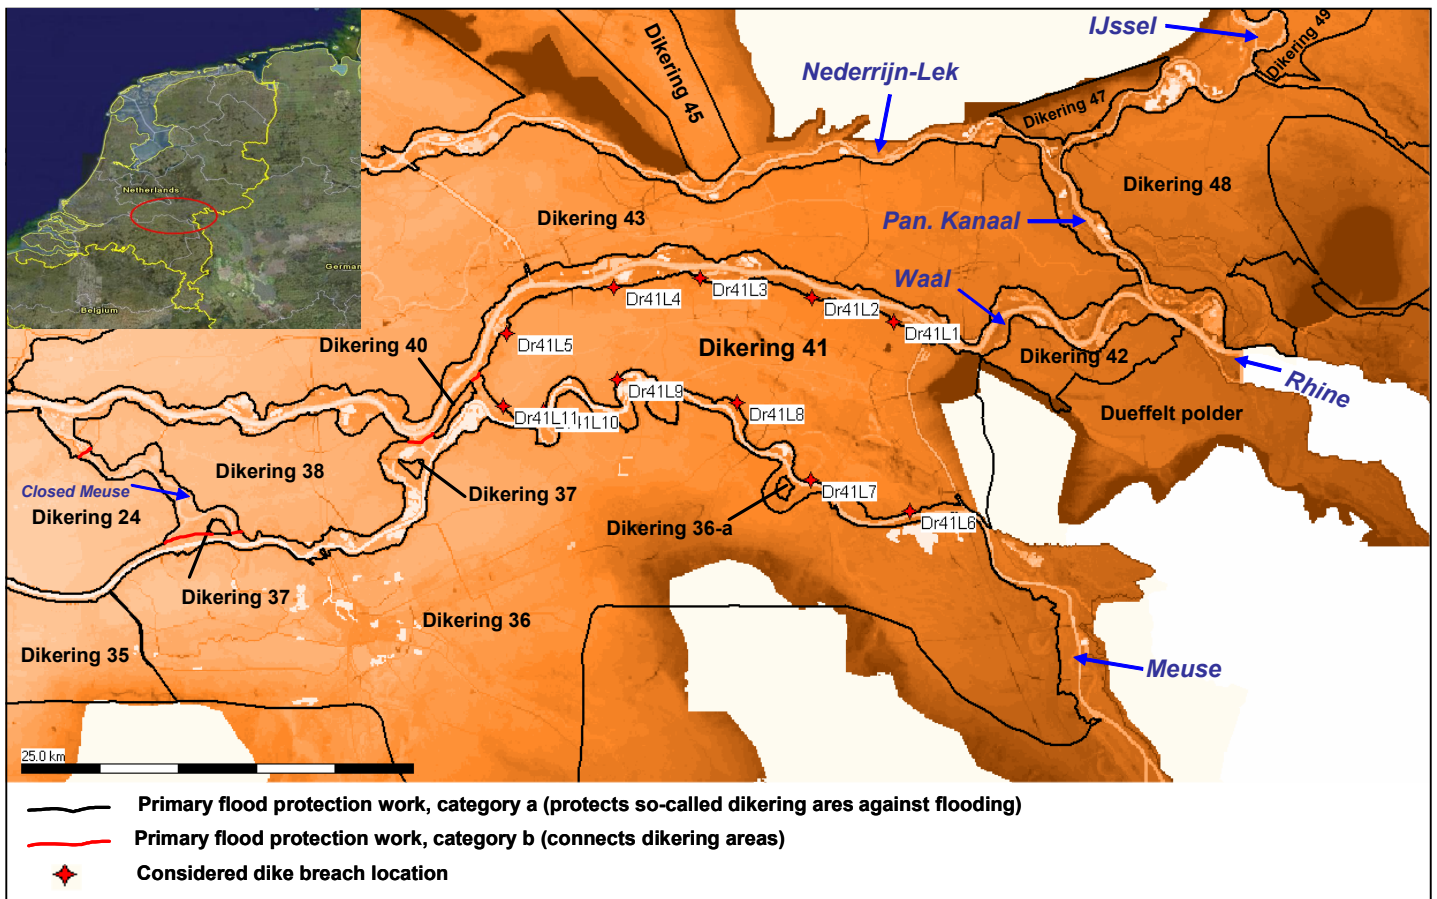 IJssel
Dikering 49
Nederrijn-Lek
Dikering 45
Dikering 47
Netherlands
Dikering 48
Dikering 43
Pan. Kanaal
German
Waal
Belgium
Dr41L3
Dr41L4
Dr41L2
Dr41L1
Dr41L5
Dikering 40
Dikering 41
Dikering 42
Rhine
Dr41L9
Dr41L8
Dr41L11
41L10
Dueffelt polder
Dikering 38
Closed Meuse
Dikering 37
Dr41L7
Dikering 24
Dikering 36-a
Dr41L6
Dikering 37
Dikering 36
Dikering 35
Meuse
25.0 km
Primary flood protection work, category a (protects so-called dikering ares against flooding)
Primary flood protection work, category b (connects dikering areas)
Considered dike breach location